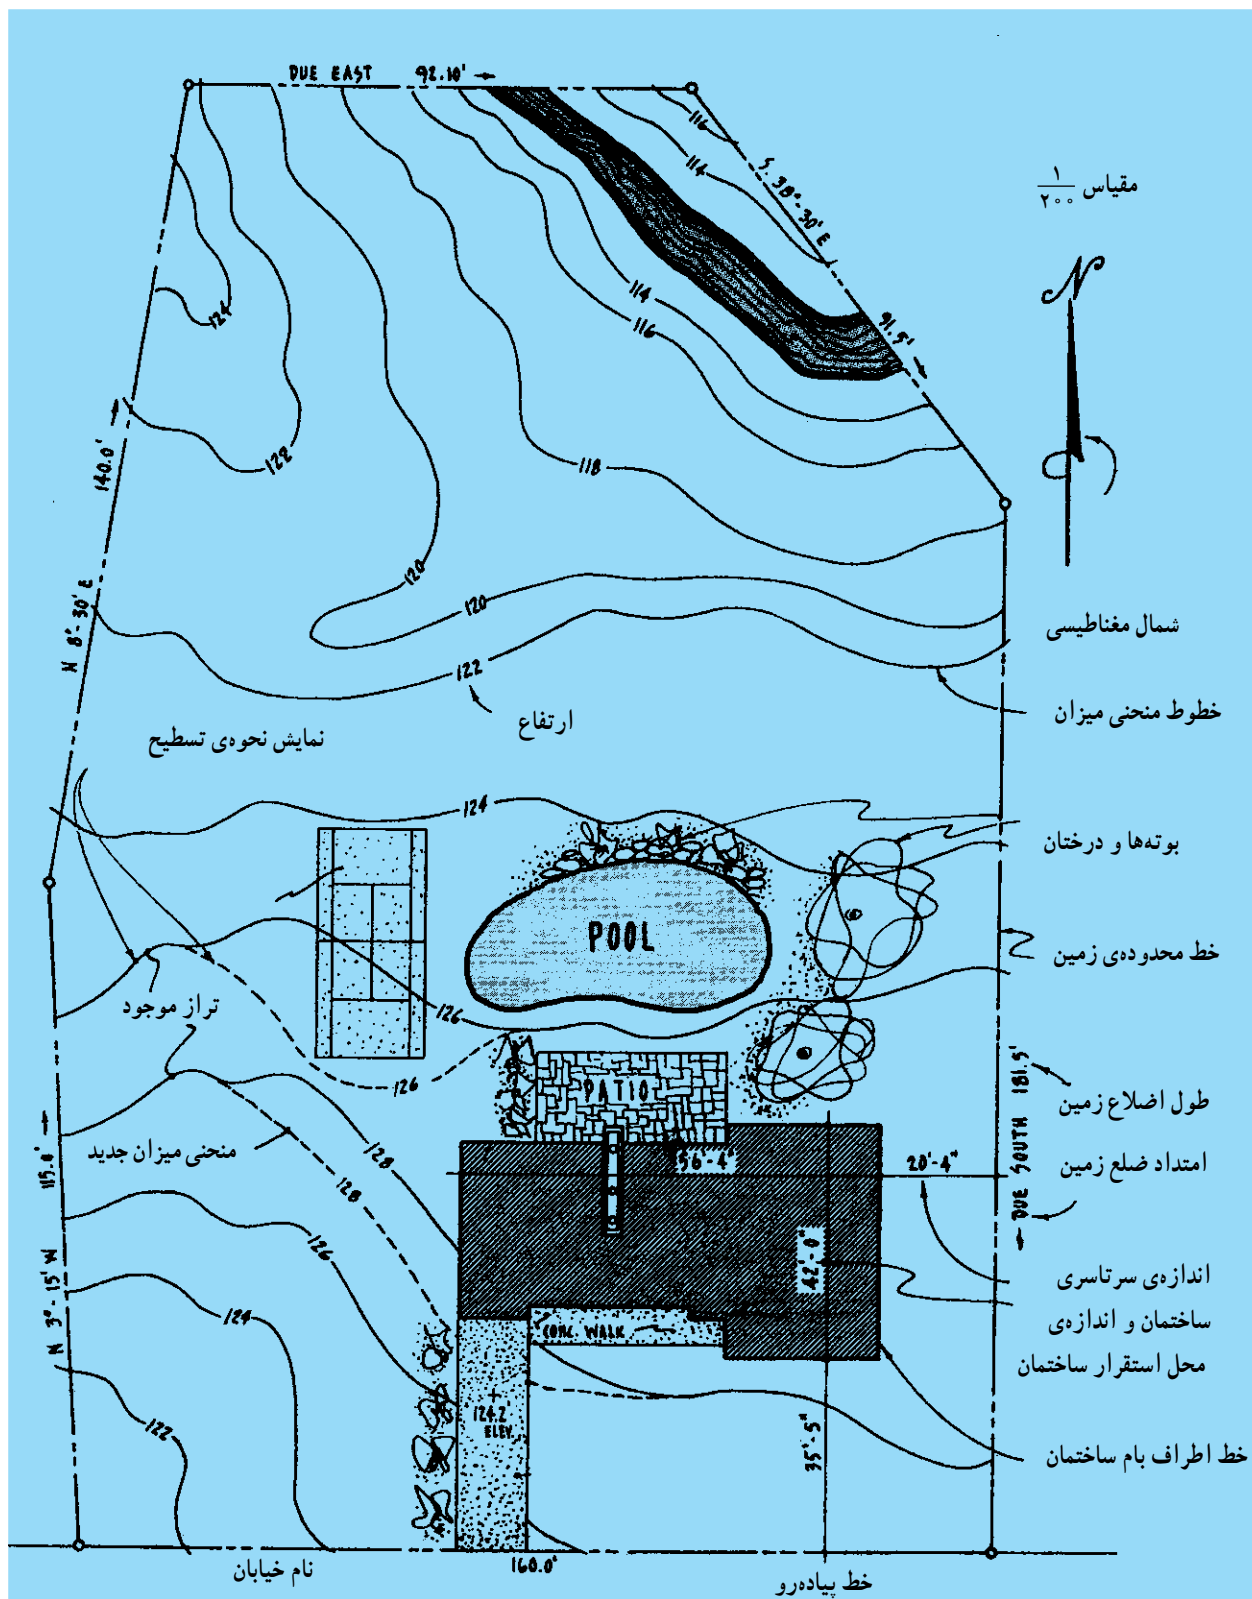 DUE EAST 92.10'
116
114
S. 38°-30' E
مقیاس ۱/۲۰۰
N
124
114
116
91.5'
140.0'
122
118
120
120
N 8°-30' E
شمال مغناطیسی
122
خطوط منحنی میزان
ارتفاع
نمایش نحوه‌ی تسطیح
124
بوته‌ها و درختان
POOL
خط محدوده‌ی زمین
تراز موجود
126
126
PATIO
DUE SOUTH 181.5'
طول اضلاع زمین
منحنی میزان جدید
128
128
56'-4"
20'-4"
امتداد ضلع زمین
115.0'
N 3°-15' W
126
42'-0"
اندازه‌ی سرتاسری
ساختمان و اندازه‌ی
محل استقرار ساختمان
124
CONC. WALK
122
124.2'
ELEV.
35'-5"
خط اطراف بام ساختمان
نام خیابان
160.0'
خط پیاده‌رو